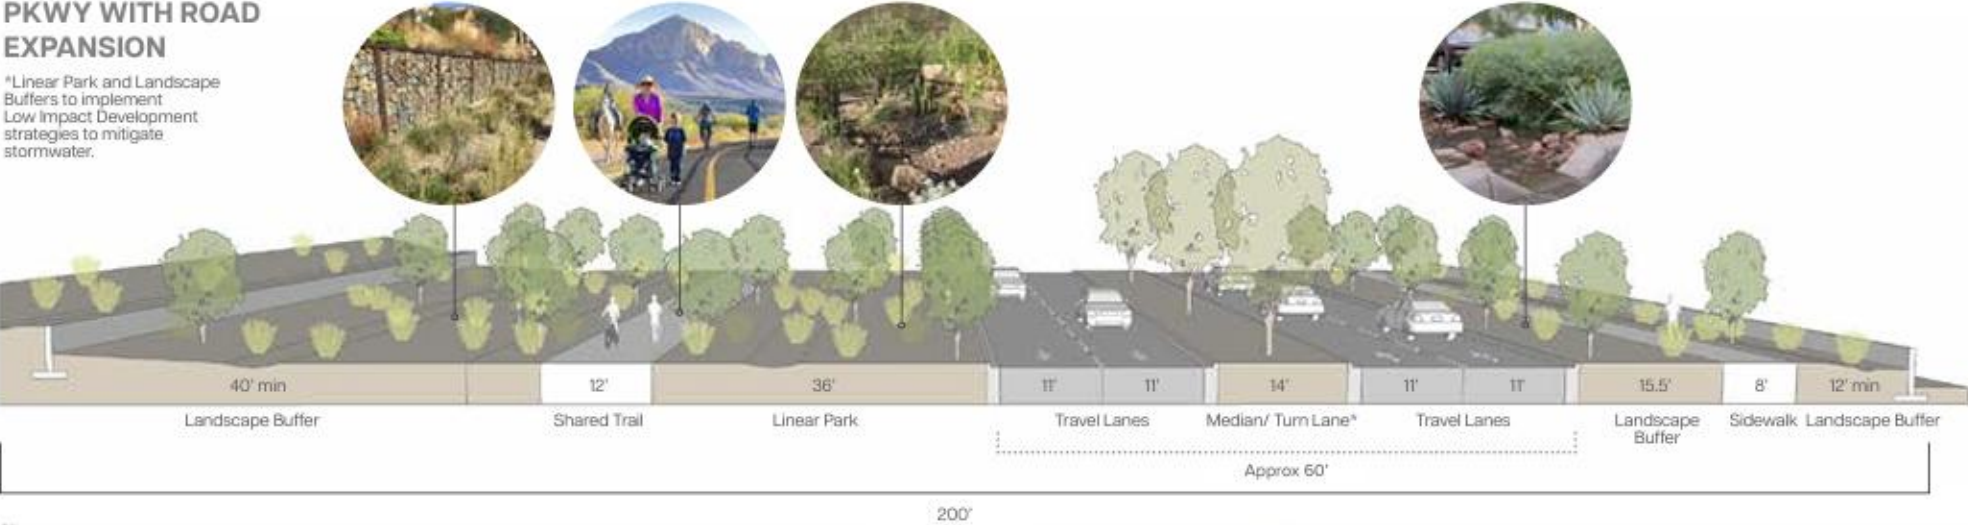 PKWY WITH ROAD
EXPANSION
*Linear Park and Landscape
Buffers to implement
Low Impact Development
strategies to mitigate
stormwater.
40' min
12'
36'
11'
11'
14'
11'
11'
15.5'
8'
12' min
Landscape Buffer
Shared Trail
Linear Park
Travel Lanes
Median/ Turn Lane*
Travel Lanes
Landscape
Buffer
Sidewalk
Landscape Buffer
Approx 60'
200'